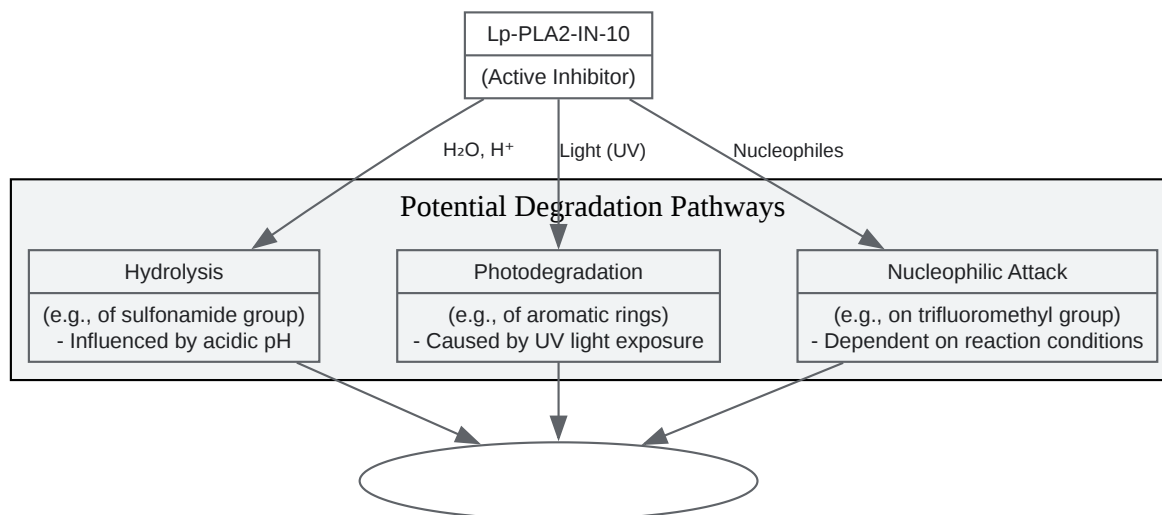 Lp-PLA2-IN-10
(Active Inhibitor)
H₂O, H⁺
Light (UV)
Nucleophiles
Potential Degradation Pathways
Hydrolysis
(e.g., of sulfonamide group)
- Influenced by acidic pH
Photodegradation
(e.g., of aromatic rings)
- Caused by UV light exposure
Nucleophilic Attack
(e.g., on trifluoromethyl group)
- Dependent on reaction conditions